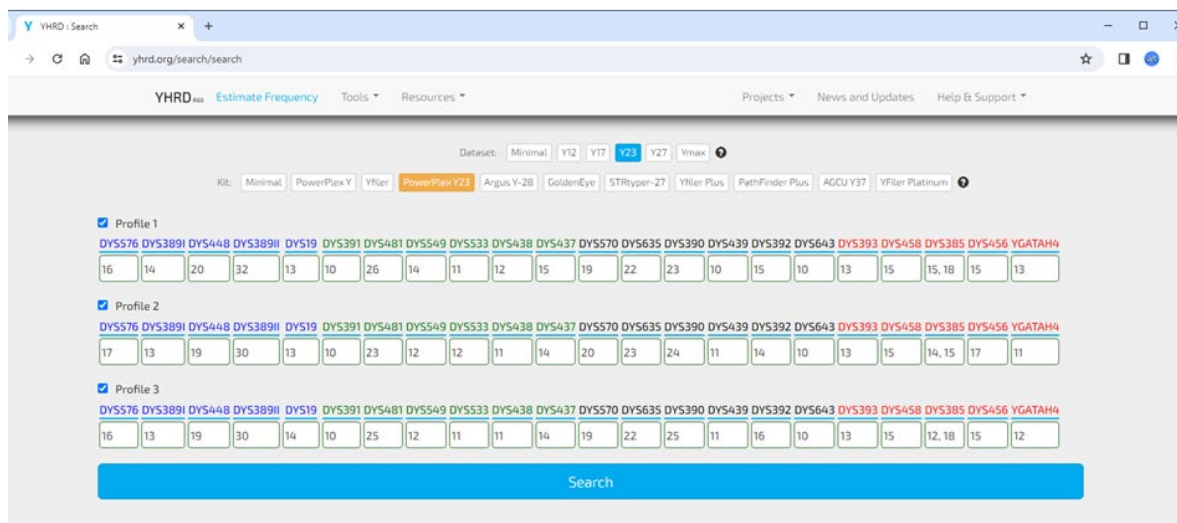 YHRD : Search
yhrd.org/search/search
YHRD Estimate Frequency Tools Resources Projects News and Updates Help & Support
Dataset: Minimal Y12 Y17 Y23 Y27 Ymax
Kit: Minimal PowerPlex Y Yfiler PowerPlex Y23 Argus Y-28 GoldenEye STRtyper-27 Yfiler Plus PathFinder Plus AGCU Y37 YFiler Platinum
Profile 1
DYS576 DYS389I DYS448 DYS389II DYS19 DYS391 DYS481 DYS549 DYS533 DYS438 DYS437 DYS570 DYS635 DYS390 DYS439 DYS392 DYS643 DYS393 DYS458 DYS385 DYS456 YGATAH4
16 14 20 32 13 10 26 14 11 12 15 19 22 23 10 15 10 13 15 15, 18 15 13
Profile 2
DYS576 DYS389I DYS448 DYS389II DYS19 DYS391 DYS481 DYS549 DYS533 DYS438 DYS437 DYS570 DYS635 DYS390 DYS439 DYS392 DYS643 DYS393 DYS458 DYS385 DYS456 YGATAH4
17 13 19 30 13 10 23 12 12 11 14 20 23 24 11 14 10 13 15 14, 15 17 11
Profile 3
DYS576 DYS389I DYS448 DYS389II DYS19 DYS391 DYS481 DYS549 DYS533 DYS438 DYS437 DYS570 DYS635 DYS390 DYS439 DYS392 DYS643 DYS393 DYS458 DYS385 DYS456 YGATAH4
16 13 19 30 14 10 25 12 11 11 14 19 22 25 11 16 10 13 15 12, 18 15 12
Search